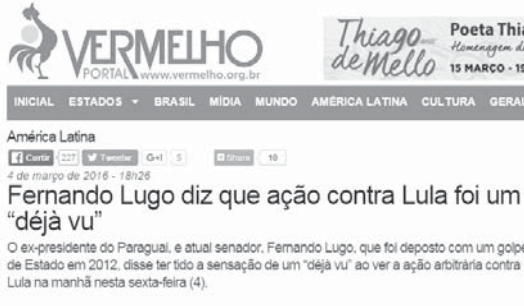 VERMELHO
PORTAL www.vermelho.org.br
Thiago de Mello
Poeta Thia
Homenagem d
15 MARÇO - 19
INICIAL ESTADOS BRASIL MÍDIA MUNDO AMÉRICA LATINA CULTURA GERAL
América Latina
Curtir 227 Tweetar G+1 5 Share 10
4 de março de 2016 - 18h26
Fernando Lugo diz que ação contra Lula foi um
“déjà vu”
O ex-presidente do Paraguai, e atual senador, Fernando Lugo, que foi deposto com um golpe
de Estado em 2012, disse ter tido a sensação de um “déjà vu” ao ver a ação arbitrária contra
Lula na manhã nesta sexta-feira (4).